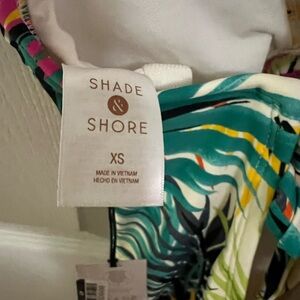 SHADE
&
SHORE
XS
MADE IN VIETNAM
HECHO EN VIETNAM